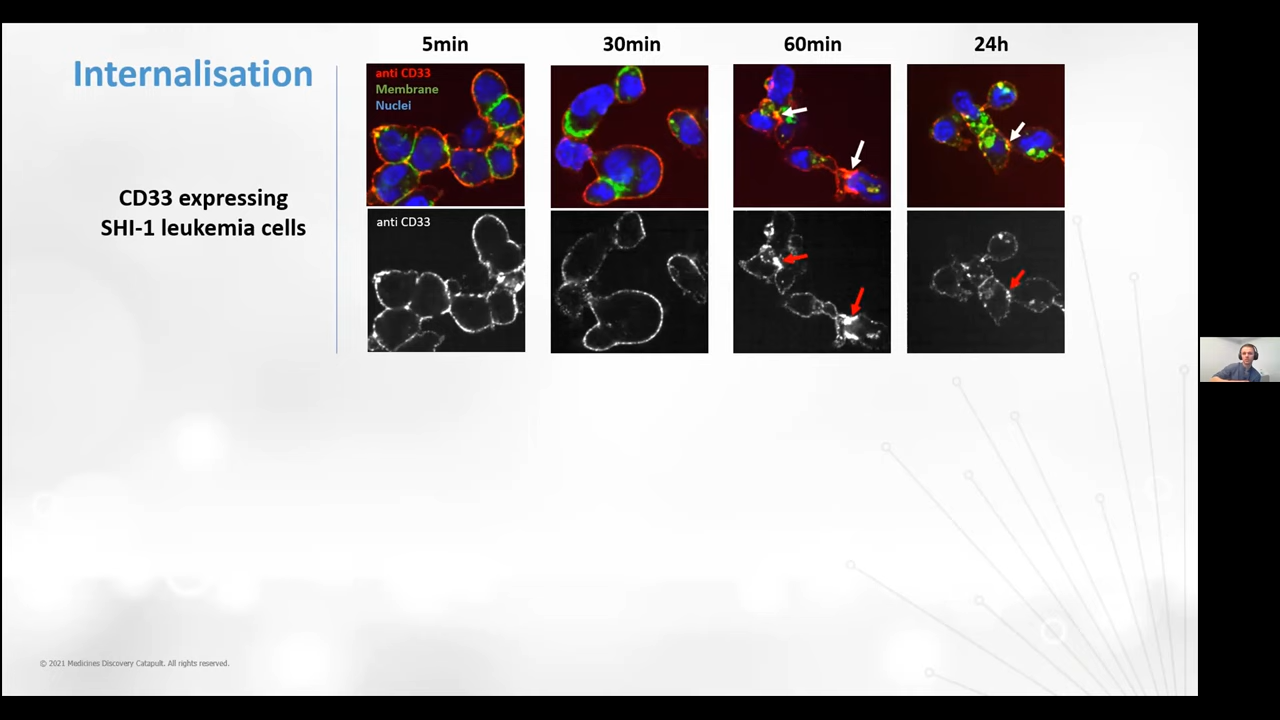 Internalisation
CD33 expressing
SHI-1 leukemia cells
5min
30min
60min
24h
anti CD33
Membrane
Nuclei
anti CD33
© 2021 Medicines Discovery Catapult. All rights reserved.